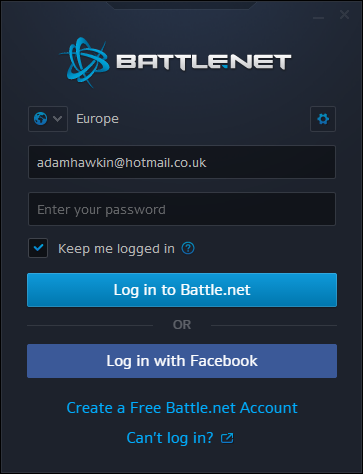 BATTLE.NET
Europe
adamhawkin@hotmail.co.uk
Enter your password
Keep me logged in ?
Log in to Battle.net
OR
Log in with Facebook
Create a Free Battle.net Account
Can't log in?